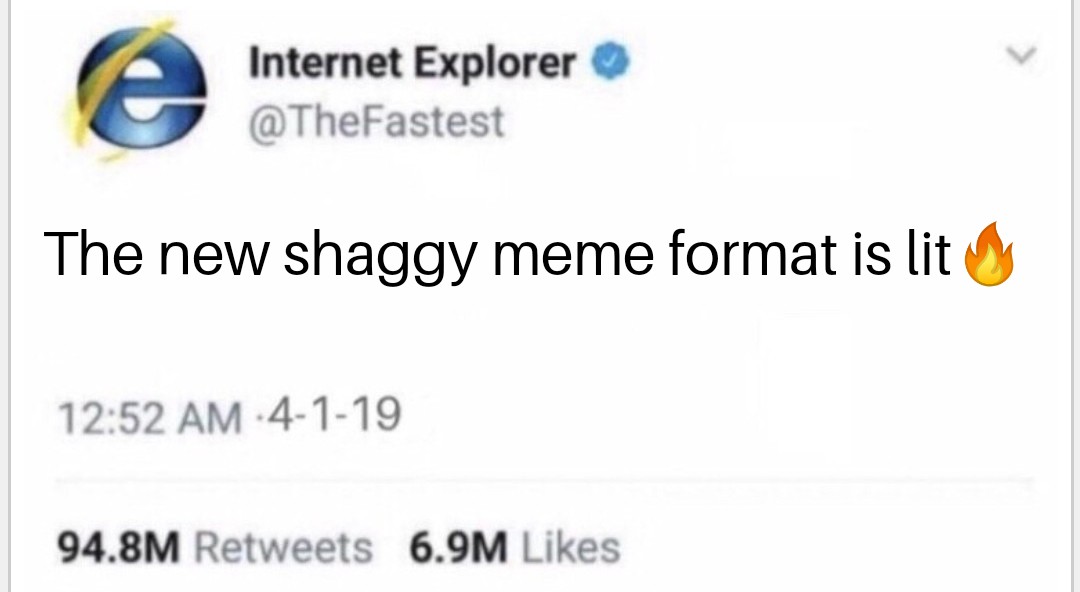 Internet Explorer
@TheFastest
The new shaggy meme format is lit🔥
12:52 AM ·4-1-19
94.8M Retweets 6.9M Likes